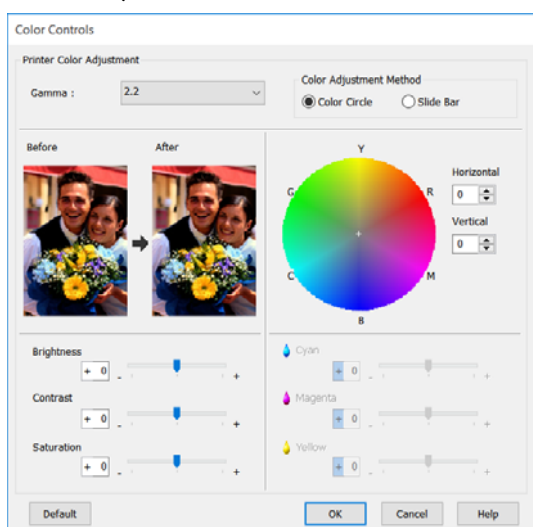 Color Controls
Printer Color Adjustment
Gamma :
2.2
Color Adjustment Method
Color Circle
Slide Bar
Before
After
Y
G
R
C
M
B
Horizontal
0
Vertical
0
Brightness
+ 0
- +
Contrast
+ 0
- +
Saturation
+ 0
- +
Cyan
+ 0
- +
Magenta
+ 0
- +
Yellow
+ 0
- +
Default
OK
Cancel
Help